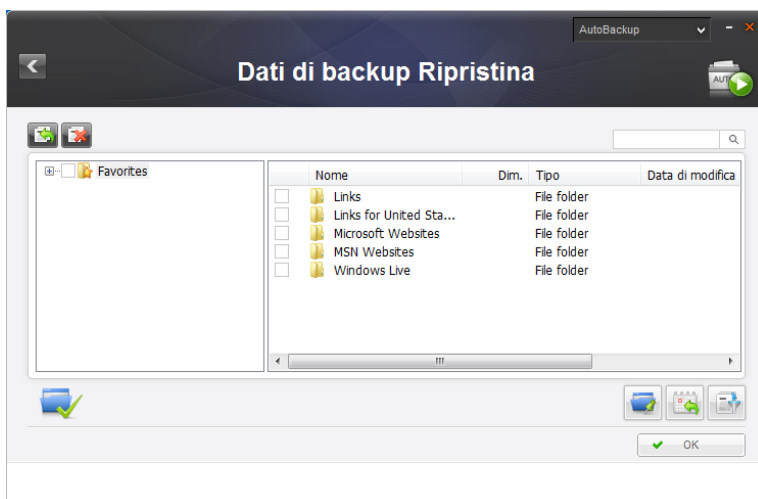 AutoBackup
Dati di backup Ripristina
AUT
Favorites
Nome Dim. Tipo Data di modifica
Links File folder
Links for United Sta... File folder
Microsoft Websites File folder
MSN Websites File folder
Windows Live File folder
OK